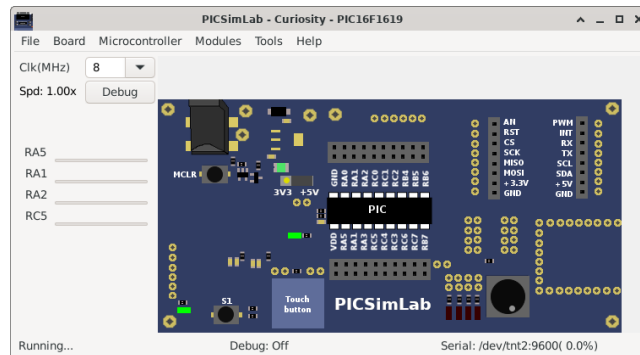 PICSimLab - Curiosity - PIC16F1619
File Board Microcontroller Modules Tools Help
Clk(MHz) 8
Spd: 1.00x Debug
RA5
RA1
RA2
RC5
MCLR
3V3 +5V
GND RA0 RA1 RA2 RC0 RC1 RC2 RB4 RB5 RB6
PIC
VDD RA5 RA3 RC5 RC4 RC3 RC6 RC7 RB7
AN
RST
CS
SCK
MISO
MOSI
+3.3V
GND
PWM
INT
RX
TX
SCL
SDA
+5V
GND
S1
Touch
button
PICSimLab
Running...
Debug: Off
Serial: /dev/tnt2:9600( 0.0%)